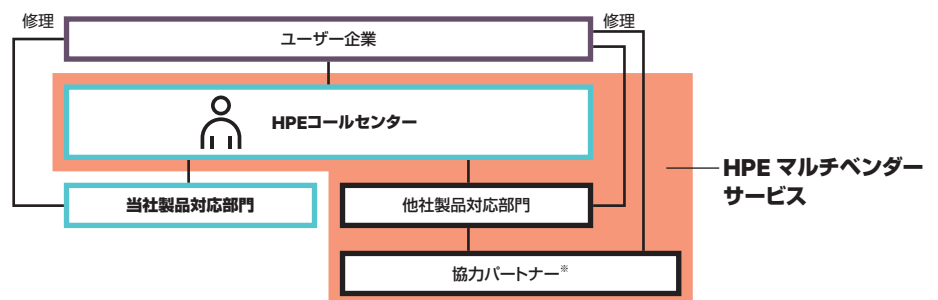 修理
修理
ユーザー企業
HPEコールセンター
HPE マルチベンダー
サービス
当社製品対応部門
他社製品対応部門
協力パートナー※